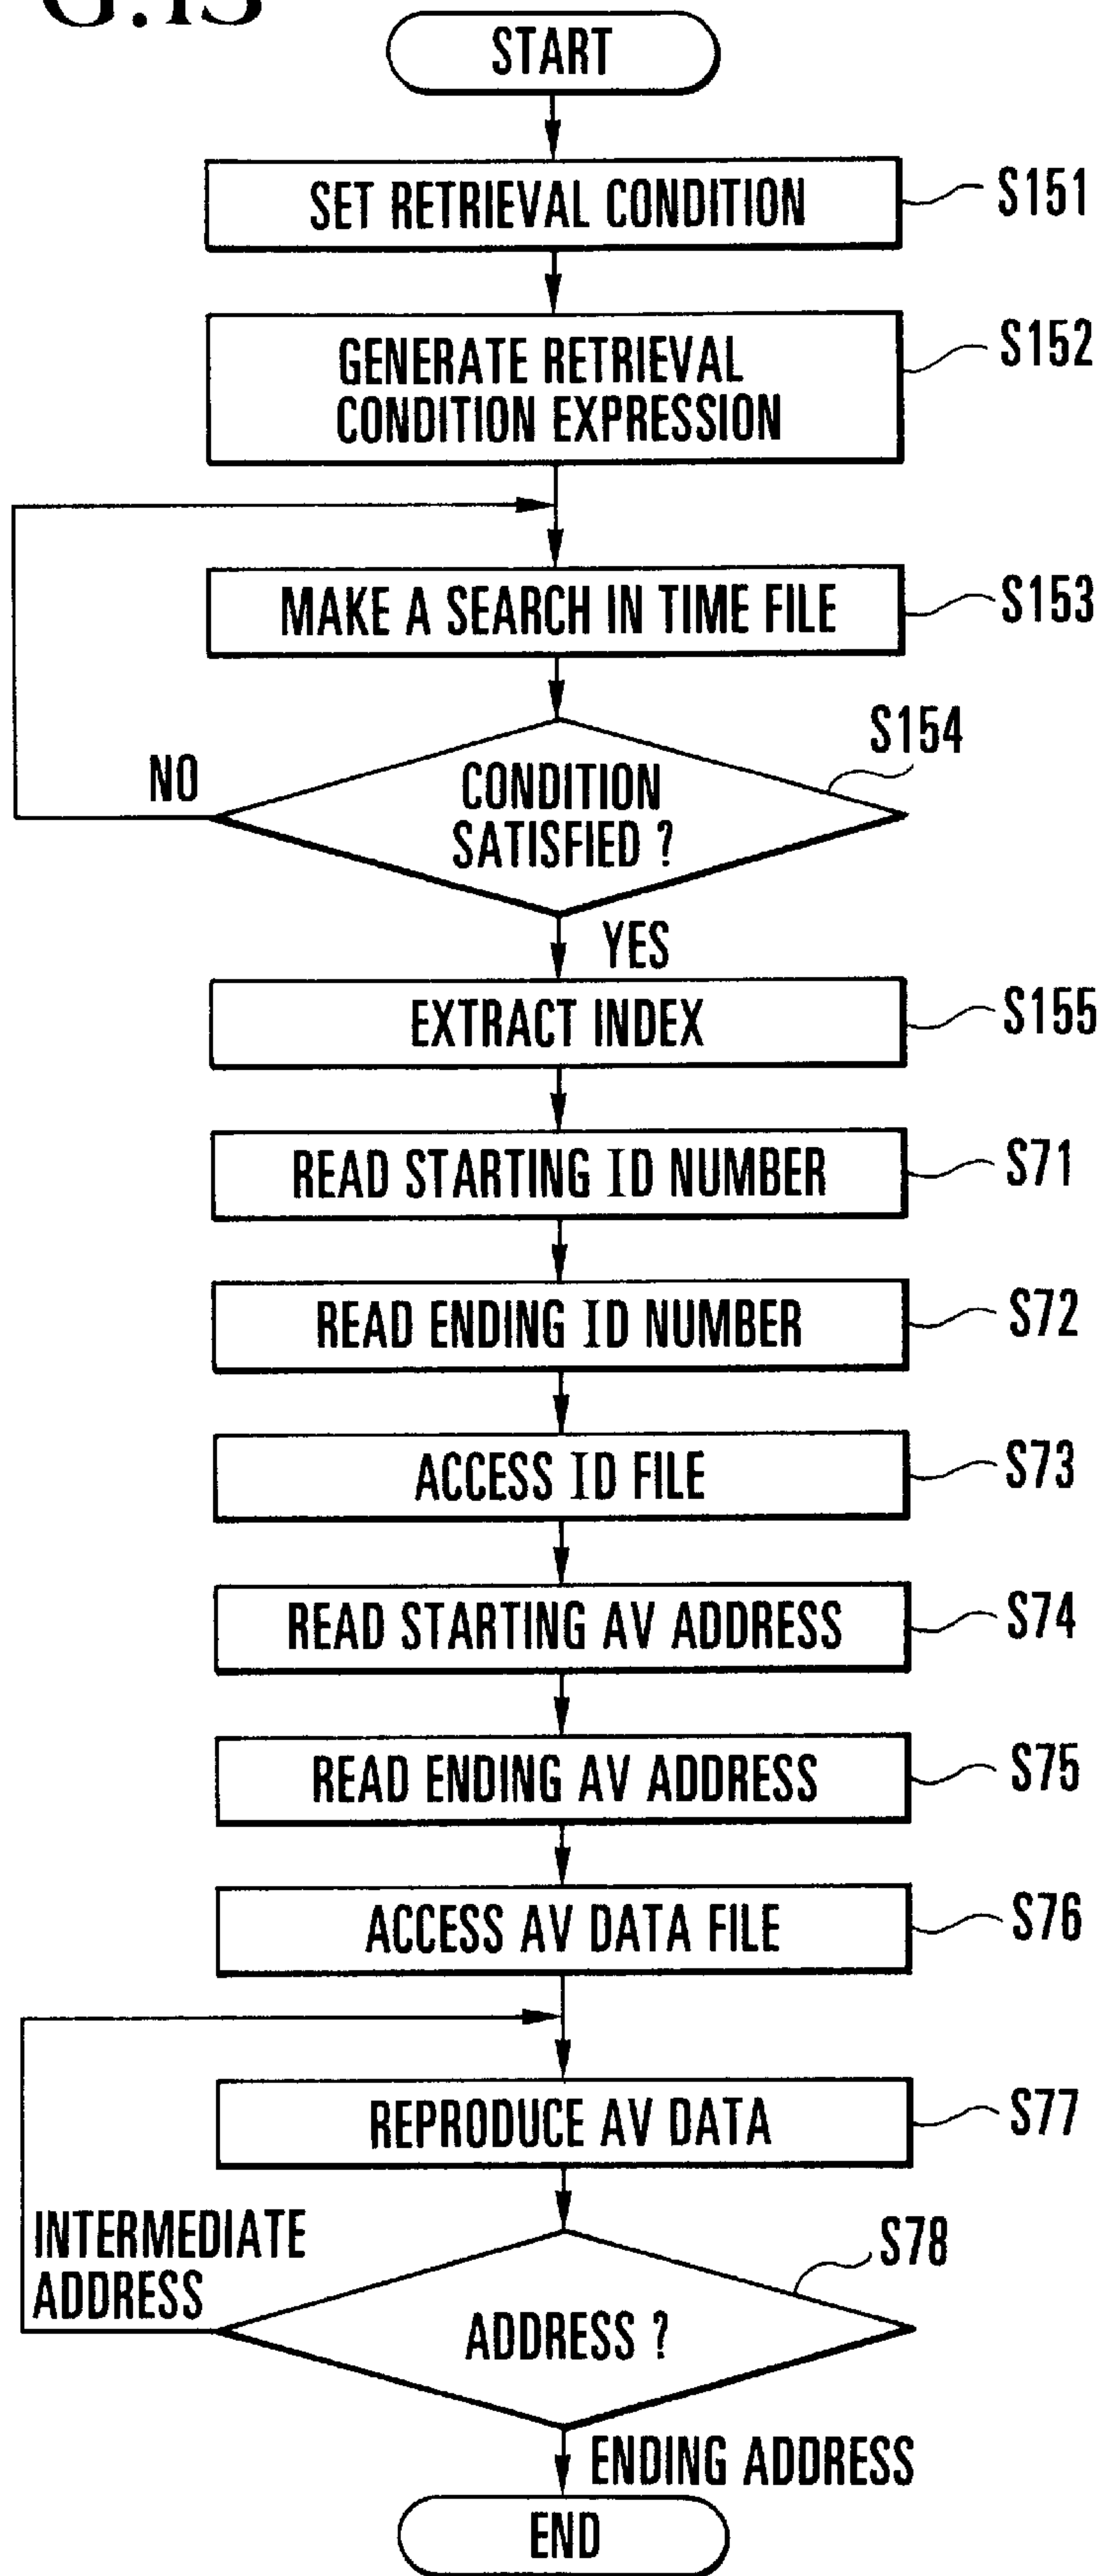 G.15
START
SET RETRIEVAL CONDITION
S151
GENERATE RETRIEVAL
CONDITION EXPRESSION
S152
MAKE A SEARCH IN TIME FILE
S153
S154
NO
CONDITION
SATISFIED ?
YES
EXTRACT INDEX
S155
READ STARTING ID NUMBER
S71
READ ENDING ID NUMBER
S72
ACCESS ID FILE
S73
READ STARTING AV ADDRESS
S74
READ ENDING AV ADDRESS
S75
ACCESS AV DATA FILE
S76
REPRODUCE AV DATA
S77
INTERMEDIATE
ADDRESS
S78
ADDRESS ?
ENDING ADDRESS
END